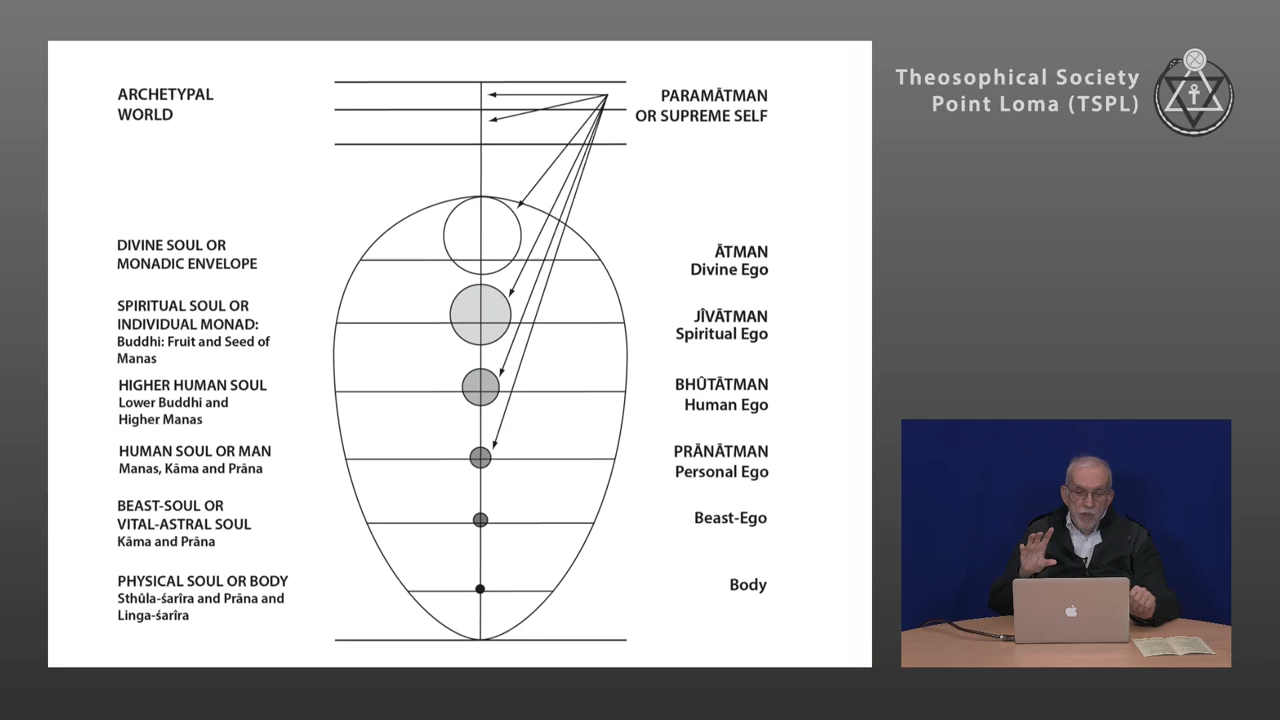 Theosophical Society
Point Loma (TSPL)
ARCHETYPAL
WORLD
PARAMĀTMAN
OR SUPREME SELF
DIVINE SOUL OR
MONADIC ENVELOPE
ĀTMAN
Divine Ego
SPIRITUAL SOUL OR
INDIVIDUAL MONAD:
Buddhi: Fruit and Seed of
Manas
JÎVĀTMAN
Spiritual Ego
HIGHER HUMAN SOUL
Lower Buddhi and
Higher Manas
BHÛTĀTMAN
Human Ego
HUMAN SOUL OR MAN
Manas, Kāma and Prāna
PRĀNĀTMAN
Personal Ego
BEAST-SOUL OR
VITAL-ASTRAL SOUL
Kāma and Prāna
Beast-Ego
PHYSICAL SOUL OR BODY
Sthûla-śarîra and Prāna and
Linga-śarîra
Body